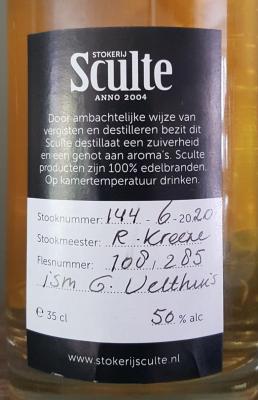 STOKERIJ
Sculte
ANNO 2004
Door ambachtelijke wijze van
vergisten en destilleren bezit dit
Sculte destillaat een zuiverheid
en een genot aan aroma's. Sculte
producten zijn 100% edelbranden.
Op kamertemperatuur drinken.
Stooknummer: 144 - 6 - 2020
Stookmeester: R. Kreeze
Flesnummer: 108, 285
ism G. Velthuis
℮ 35 cl 50 % alc
www.stokerijsculte.nl